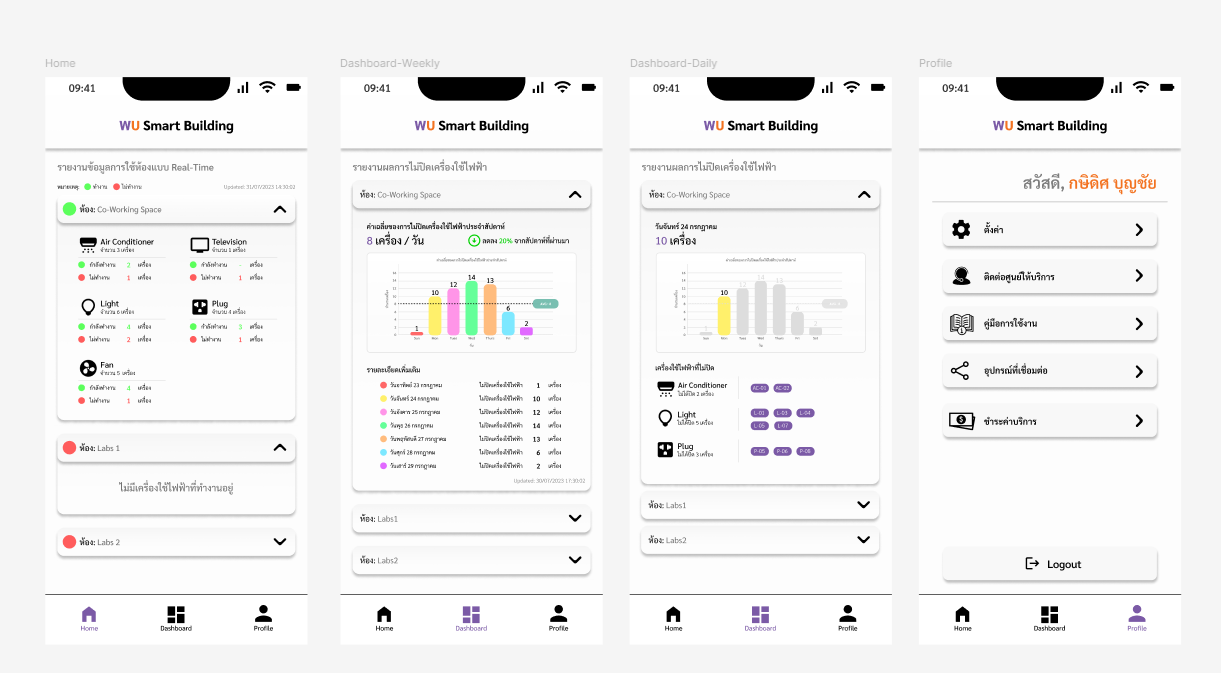 Home
09:41
WU Smart Building
รายงานข้อมูลการใช้ห้องแบบ Real-Time
หมายเหตุ: ทำงาน ไม่ทำงาน
Updated: 31/07/2023 14:30:02
ห้อง: Co-Working Space
Air Conditioner
จำนวน 3 เครื่อง
กำลังทำงาน 2 เครื่อง
ไม่ทำงาน 1 เครื่อง
Television
จำนวน 1 เครื่อง
กำลังทำงาน - เครื่อง
ไม่ทำงาน 1 เครื่อง
Light
จำนวน 6 เครื่อง
กำลังทำงาน 4 เครื่อง
ไม่ทำงาน 2 เครื่อง
Plug
จำนวน 4 เครื่อง
กำลังทำงาน 3 เครื่อง
ไม่ทำงาน 1 เครื่อง
Fan
จำนวน 5 เครื่อง
กำลังทำงาน 4 เครื่อง
ไม่ทำงาน 1 เครื่อง
ห้อง: Labs 1
ไม่มีเครื่องใช้ไฟฟ้าที่ทำงานอยู่
ห้อง: Labs 2
Home Dashboard Profile
Dashboard-Weekly
09:41
WU Smart Building
รายงานผลการไม่ปิดเครื่องใช้ไฟฟ้า
ห้อง: Co-Working Space
ค่าเฉลี่ยของการไม่ปิดเครื่องใช้ไฟฟ้าประจำสัปดาห์
8 เครื่อง / วัน
ลดลง 20% จากสัปดาห์ที่ผ่านมา
16
14
12
10
8
6
4
2
0
1 10 12 14 13 6 2
Sun Mon Tues Wed Thurs Fri Sat
วัน
รายละเอียดเพิ่มเติม
วันอาทิตย์ 23 กรกฎาคม ไม่ปิดเครื่องใช้ไฟฟ้า 1 เครื่อง
วันจันทร์ 24 กรกฎาคม ไม่ปิดเครื่องใช้ไฟฟ้า 10 เครื่อง
วันอังคาร 25 กรกฎาคม ไม่ปิดเครื่องใช้ไฟฟ้า 12 เครื่อง
วันพุธ 26 กรกฎาคม ไม่ปิดเครื่องใช้ไฟฟ้า 14 เครื่อง
วันพฤหัสบดี 27 กรกฎาคม ไม่ปิดเครื่องใช้ไฟฟ้า 13 เครื่อง
วันศุกร์ 28 กรกฎาคม ไม่ปิดเครื่องใช้ไฟฟ้า 6 เครื่อง
วันเสาร์ 29 กรกฎาคม ไม่ปิดเครื่องใช้ไฟฟ้า 2 เครื่อง
Updated: 30/07/2023 17:30:02
ห้อง: Labs1
ห้อง: Labs2
Home Dashboard Profile
Dashboard-Daily
09:41
WU Smart Building
รายงานผลการไม่ปิดเครื่องใช้ไฟฟ้า
ห้อง: Co-Working Space
วันจันทร์ 24 กรกฎาคม
10 เครื่อง
16
14
12
10
8
6
4
2
0
1 10 12 14 13 6 2
Sun Mon Tues Wed Thurs Fri Sat
วัน
เครื่องใช้ไฟฟ้าที่ไม่ปิด
Air Conditioner
ไม่ได้ปิด 2 เครื่อง
AC-01 AC-02
Light
ไม่ได้ปิด 5 เครื่อง
L-01 L-03 L-04
L-05 L-07
Plug
ไม่ได้ปิด 3 เครื่อง
P-05 P-06 P-08
ห้อง: Labs1
ห้อง: Labs2
Home Dashboard Profile
Profile
09:41
WU Smart Building
สวัสดี, กษิดิศ บุญชัย
ตั้งค่า
ติดต่อศูนย์ให้บริการ
คู่มือการใช้งาน
อุปกรณ์ที่เชื่อมต่อ
ชำระค่าบริการ
Logout
Home Dashboard Profile